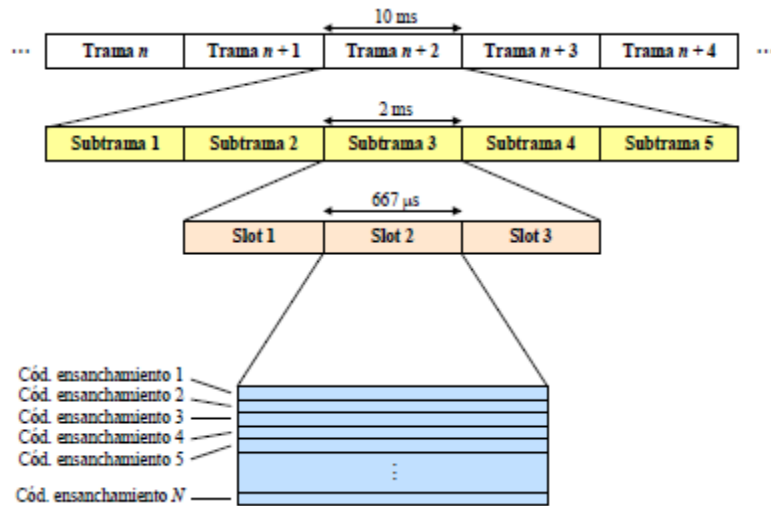 10 ms
... Trama n Trama n + 1 Trama n + 2 Trama n + 3 Trama n + 4 ...
2 ms
Subtrama 1 Subtrama 2 Subtrama 3 Subtrama 4 Subtrama 5
667 μs
Slot 1 Slot 2 Slot 3
Cód. ensanchamiento 1
Cód. ensanchamiento 2
Cód. ensanchamiento 3
Cód. ensanchamiento 4
Cód. ensanchamiento 5
⋮
Cód. ensanchamiento N